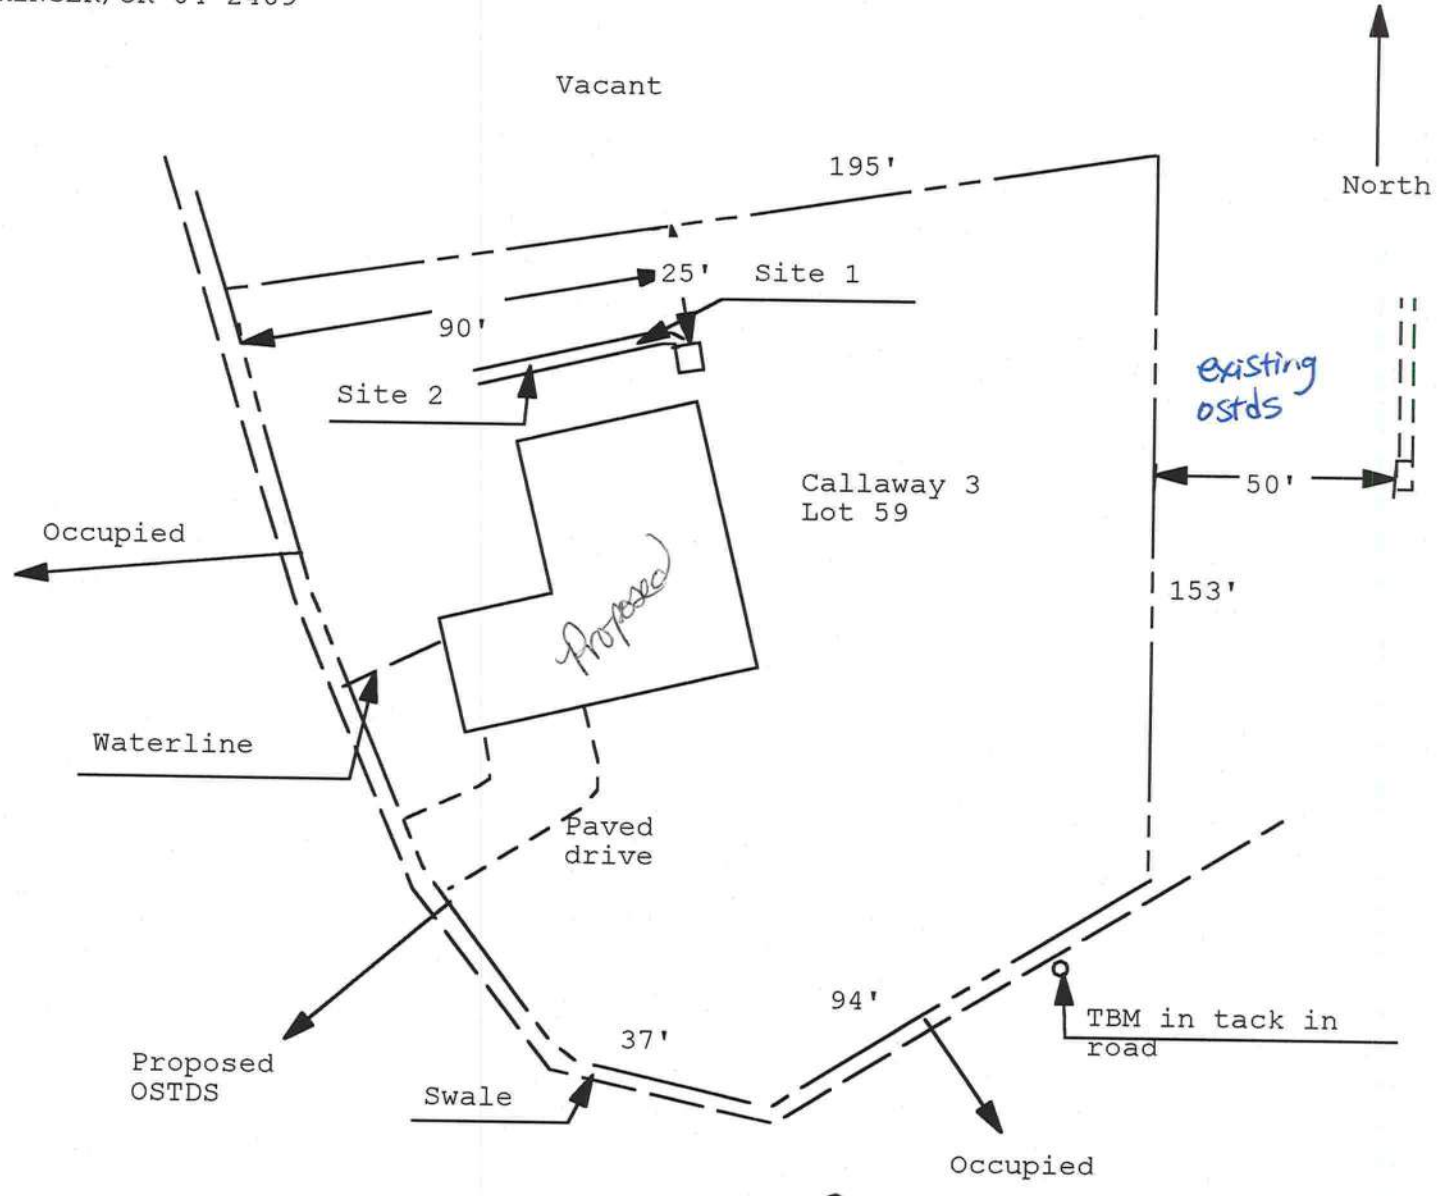 Vacant
195'
North
25'
Site 1
90'
Site 2
existing
ostds
50'
Callaway 3
Lot 59
Occupied
Proposed
153'
Waterline
Paved
drive
94'
TBM in tack in
road
37'
Proposed
OSTDS
Swale
Occupied